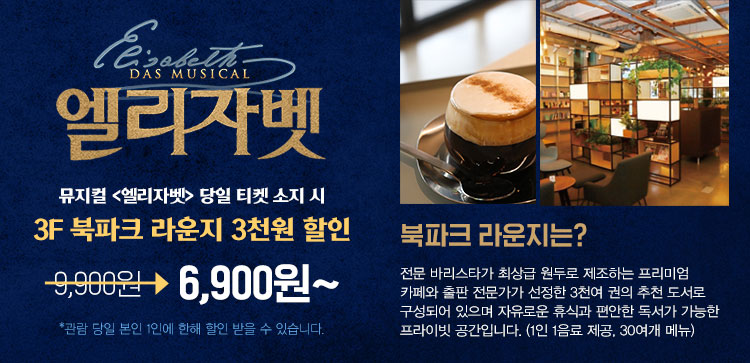 Elisabeth
DAS MUSICAL
엘리자벳
뮤지컬 <엘리자벳> 당일 티켓 소지 시
3F 북파크 라운지 3천원 할인
9,900원 → 6,900원~
*관람 당일 본인 1인에 한해 할인 받을 수 있습니다.
북파크 라운지는?
전문 바리스타가 최상급 원두로 제조하는 프리미엄
카페와 출판 전문가가 선정한 3천여 권의 추천 도서로
구성되어 있으며 자유로운 휴식과 편안한 독서가 가능한
프라이빗 공간입니다. (1인 1음료 제공, 30여개 메뉴)